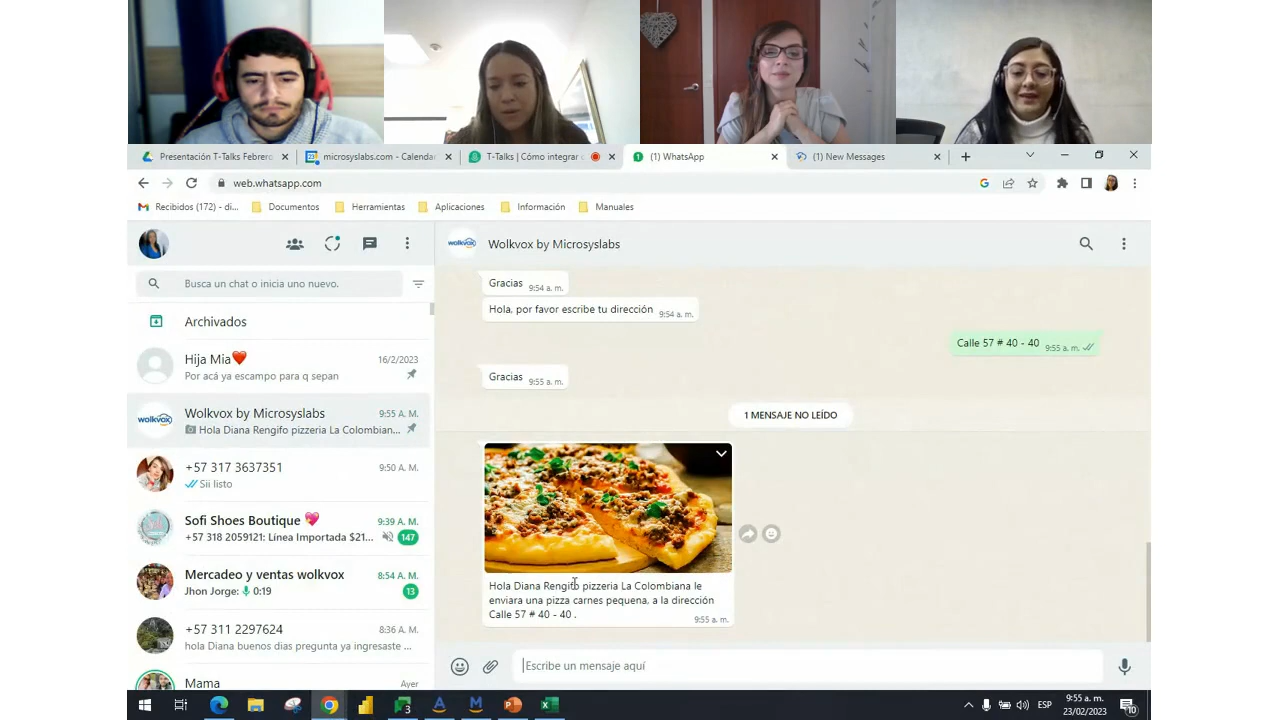 Presentación T-Talks Febrero
microsyslabs.com - Calendar
T-Talks | Cómo integrar
(1) WhatsApp
(1) New Messages
web.whatsapp.com
Recibidos (172) - di...
Documentos
Herramientas
Aplicaciones
Información
Manuales
wolkvox
Wolkvox by Microsyslabs
Busca un chat o inicia uno nuevo.
Archivados
Hija Mia
16/2/2023
Por acá ya escampo para q sepan
wolkvox
Wolkvox by Microsyslabs
9:55 A. M.
Hola Diana Rengifo pizzeria La Colombian...
+57 317 3637351
9:50 A. M.
Sii listo
Sofi Shoes Boutique
9:39 A. M.
+57 318 2059121: Línea Importada $21...
147
Mercadeo y ventas wolkvox
8:54 A. M.
Jhon Jorge: 0:19
13
+57 311 2297624
8:36 A. M.
hola Diana buenos dias pregunta ya ingresaste ...
Mama
Ayer
Gracias
9:54 a. m.
Hola, por favor escribe tu dirección
9:54 a. m.
Calle 57 # 40 - 40
9:55 a. m.
Gracias
9:55 a. m.
1 MENSAJE NO LEÍDO
Hola Diana Rengifo pizzeria La Colombiana le
enviara una pizza carnes pequena, a la dirección
Calle 57 # 40 - 40 .
9:55 a. m.
Escribe un mensaje aquí
3
ESP
9:55 a. m.
23/02/2023
10